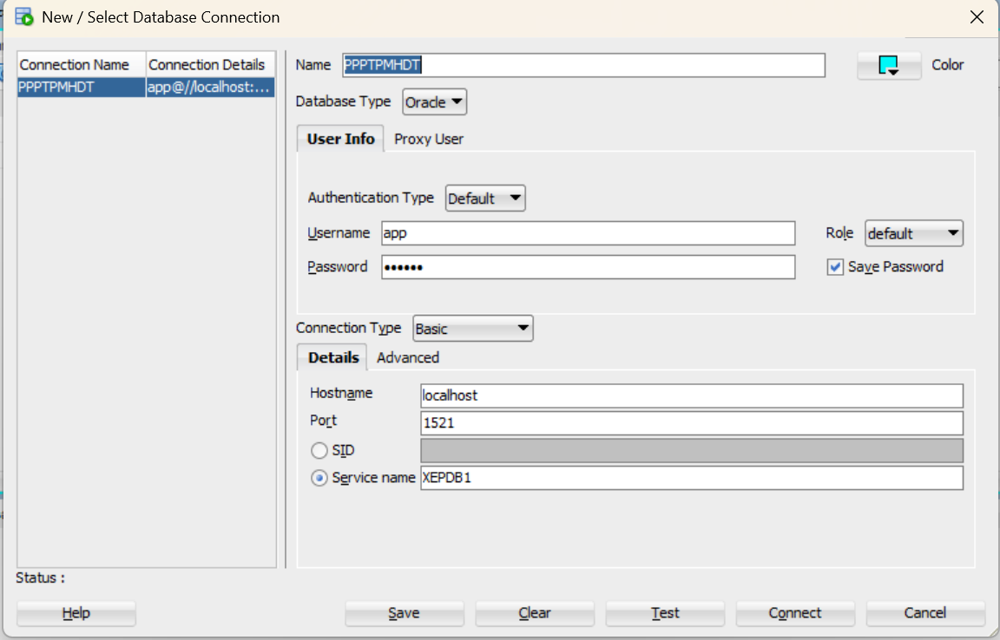 New / Select Database Connection
Connection Name Connection Details
PPPTPMHDT app@//localhost:...
Name PPPTPMHDT Color
Database Type Oracle
User Info Proxy User
Authentication Type Default
Username app Role default
Password •••••• Save Password
Connection Type Basic
Details Advanced
Hostname localhost
Port 1521
SID
Service name XEPDB1
Status :
Help Save Clear Test Connect Cancel